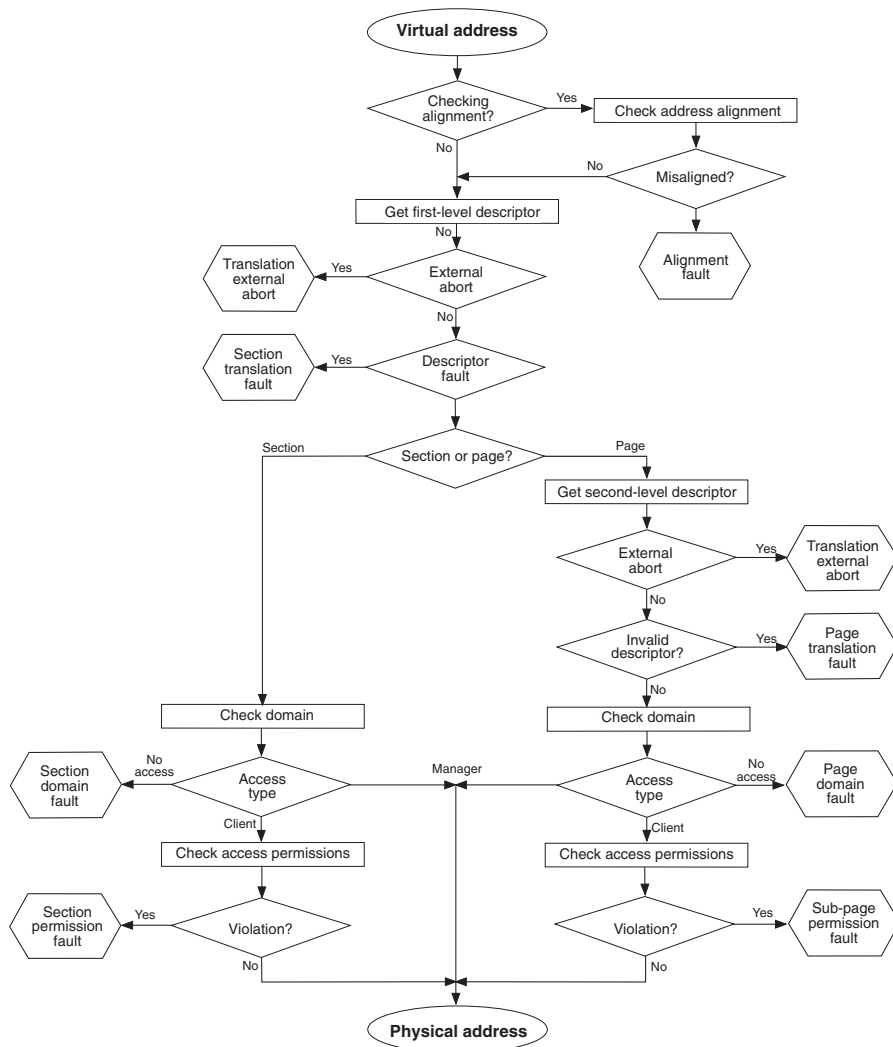 Virtual address
Checking
alignment?
Yes
Check address alignment
No
No
Misaligned?
Get first-level descriptor
No
Alignment
fault
Translation
external
abort
Yes
External
abort
No
Section
translation
fault
Yes
Descriptor
fault
Section
Section or page?
Page
Get second-level descriptor
External
abort
Yes
Translation
external
abort
No
Invalid
descriptor?
Yes
Page
translation
fault
No
Check domain
Check domain
Section
domain
fault
No
access
Access
type
Manager
Access
type
No
access
Page
domain
fault
Client
Client
Check access permissions
Check access permissions
Section
permission
fault
Yes
Violation?
Violation?
Yes
Sub-page
permission
fault
No
No
Physical address